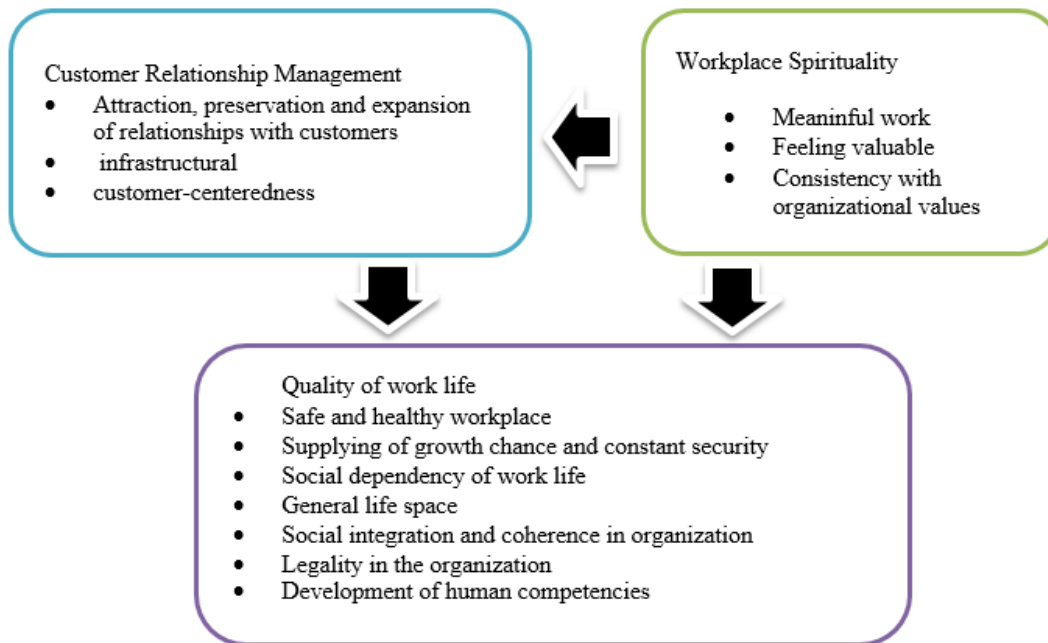 Customer Relationship Management
• Attraction, preservation and expansion
of relationships with customers
• infrastructural
• customer-centeredness
Workplace Spirituality
• Meaninful work
• Feeling valuable
• Consistency with
organizational values
Quality of work life
• Safe and healthy workplace
• Supplying of growth chance and constant security
• Social dependency of work life
• General life space
• Social integration and coherence in organization
• Legality in the organization
• Development of human competencies